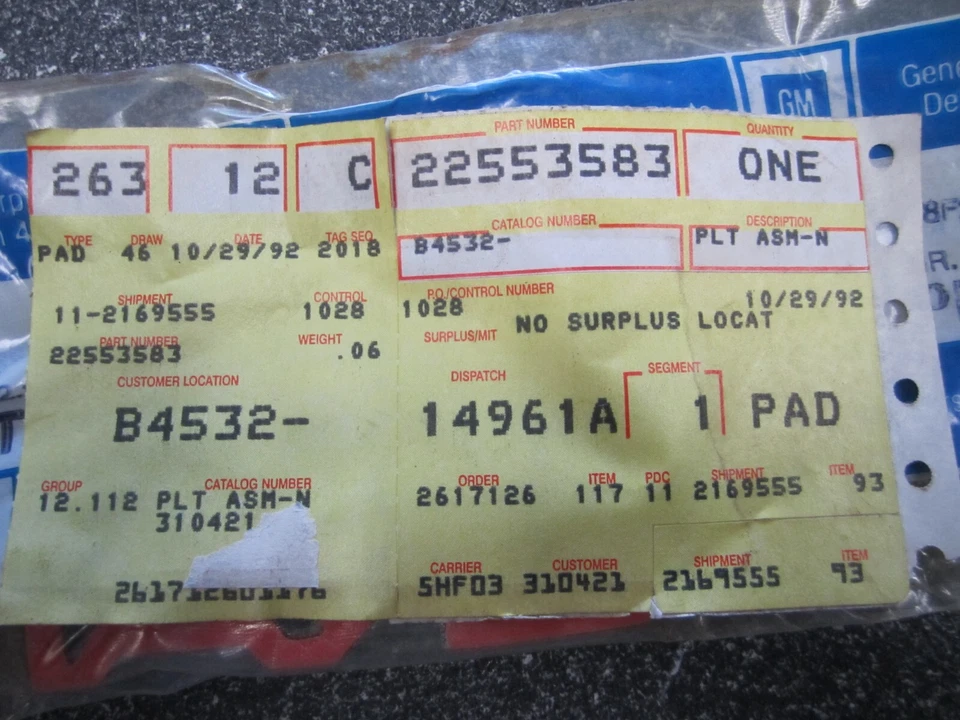 GM
Gene
De
PART NUMBER QUANTITY
263 12 C 22553583 ONE
CATALOG NUMBER DESCRIPTION
B4532- PLT ASM-N
TYPE DRAW DATE TAG SEQ
PAD 46 10/29/92 2018
SHIPMENT CONTROL P.O./CONTROL NUMBER
11-2169555 1028 1028 10/29/92
NO SURPLUS LOCAT
PART NUMBER WEIGHT SURPLUS/MIT
22553583 .06
CUSTOMER LOCATION DISPATCH SEGMENT
B4532- 14961A 1 PAD
GROUP CATALOG NUMBER ORDER ITEM PDC SHIPMENT ITEM
12.112 PLT ASM-N 2617126 117 11 2169555 93
310421
CARRIER CUSTOMER SHIPMENT ITEM
SHF03 310421 2169555 93